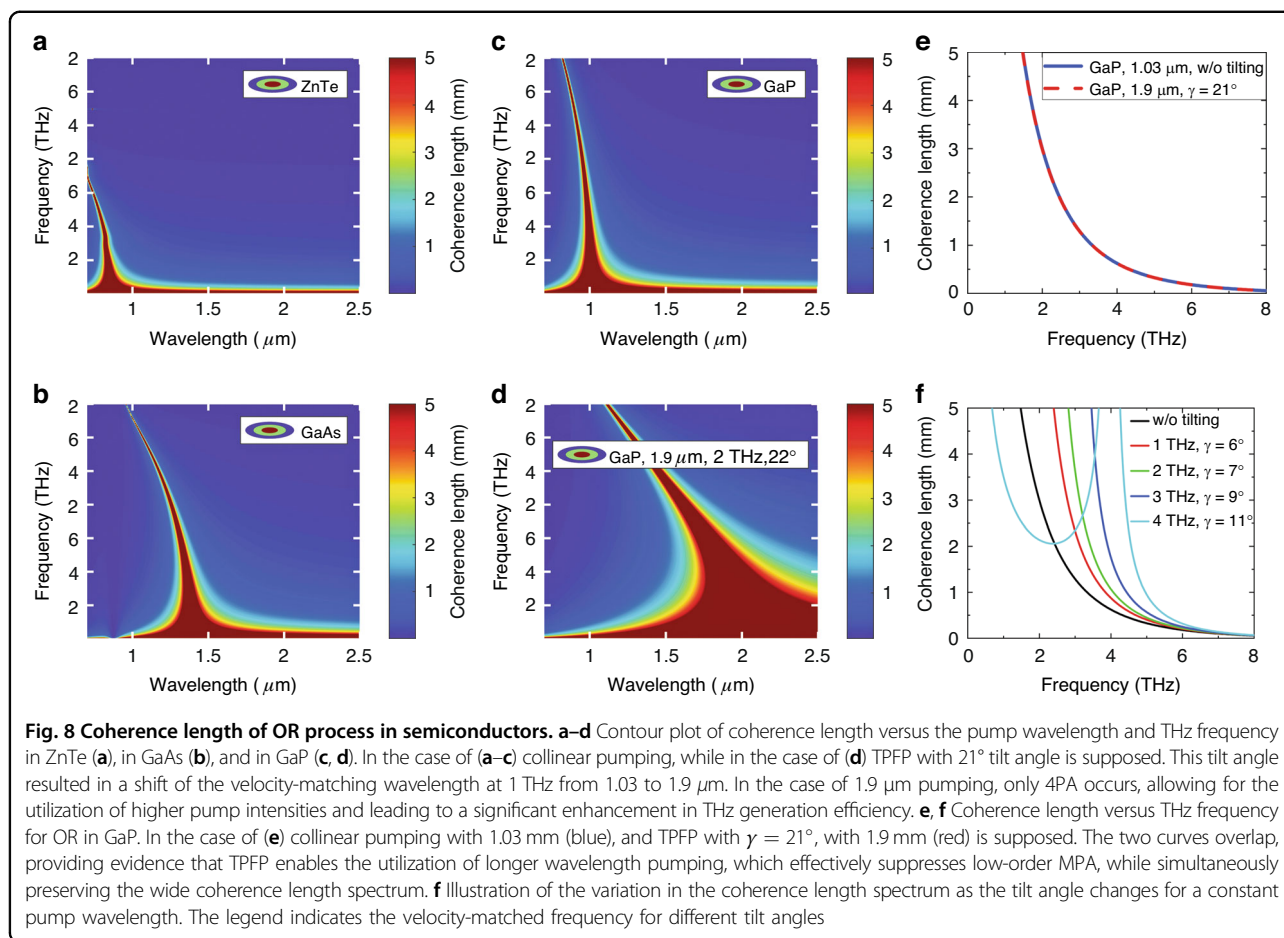 a
2
6
2
6
4
2
Frequency (THz)
1
1.5
2
2.5
Wavelength ( μm)
ZnTe
5
4
3
2
1
Coherence length (mm)
c
2
6
2
6
4
2
Frequency (THz)
1
1.5
2
2.5
Wavelength ( μm)
GaP
5
4
3
2
1
e
5
4
3
2
1
0
Coherence length (mm)
0
2
4
6
8
Frequency (THz)
GaP, 1.03 μm, w/o tilting
GaP, 1.9 μm, γ = 21°
b
2
6
2
6
4
2
Frequency (THz)
1
1.5
2
2.5
Wavelength ( μm)
GaAs
5
4
3
2
1
d
2
6
2
6
4
2
Frequency (THz)
1
1.5
2
2.5
Wavelength ( μm)
GaP, 1.9 μm, 2 THz,22°
5
4
3
2
1
f
5
4
3
2
1
0
Coherence length (mm)
0
2
4
6
8
Frequency (THz)
w/o tilting
1 THz, γ = 6°
2 THz, γ = 7°
3 THz, γ = 9°
4 THz, γ = 11°
Fig. 8 Coherence length of OR process in semiconductors. a–d Contour plot of coherence length versus the pump wavelength and THz frequency
in ZnTe (a), in GaAs (b), and in GaP (c, d). In the case of (a–c) collinear pumping, while in the case of (d) TPFP with 21° tilt angle is supposed. This tilt angle
resulted in a shift of the velocity-matching wavelength at 1 THz from 1.03 to 1.9 μm. In the case of 1.9 μm pumping, only 4PA occurs, allowing for the
utilization of higher pump intensities and leading to a significant enhancement in THz generation efficiency. e, f Coherence length versus THz frequency
for OR in GaP. In the case of (e) collinear pumping with 1.03 mm (blue), and TPFP with γ = 21°, with 1.9 mm (red) is supposed. The two curves overlap,
providing evidence that TPFP enables the utilization of longer wavelength pumping, which effectively suppresses low-order MPA, while simultaneously
preserving the wide coherence length spectrum. f Illustration of the variation in the coherence length spectrum as the tilt angle changes for a constant
pump wavelength. The legend indicates the velocity-matched frequency for different tilt angles